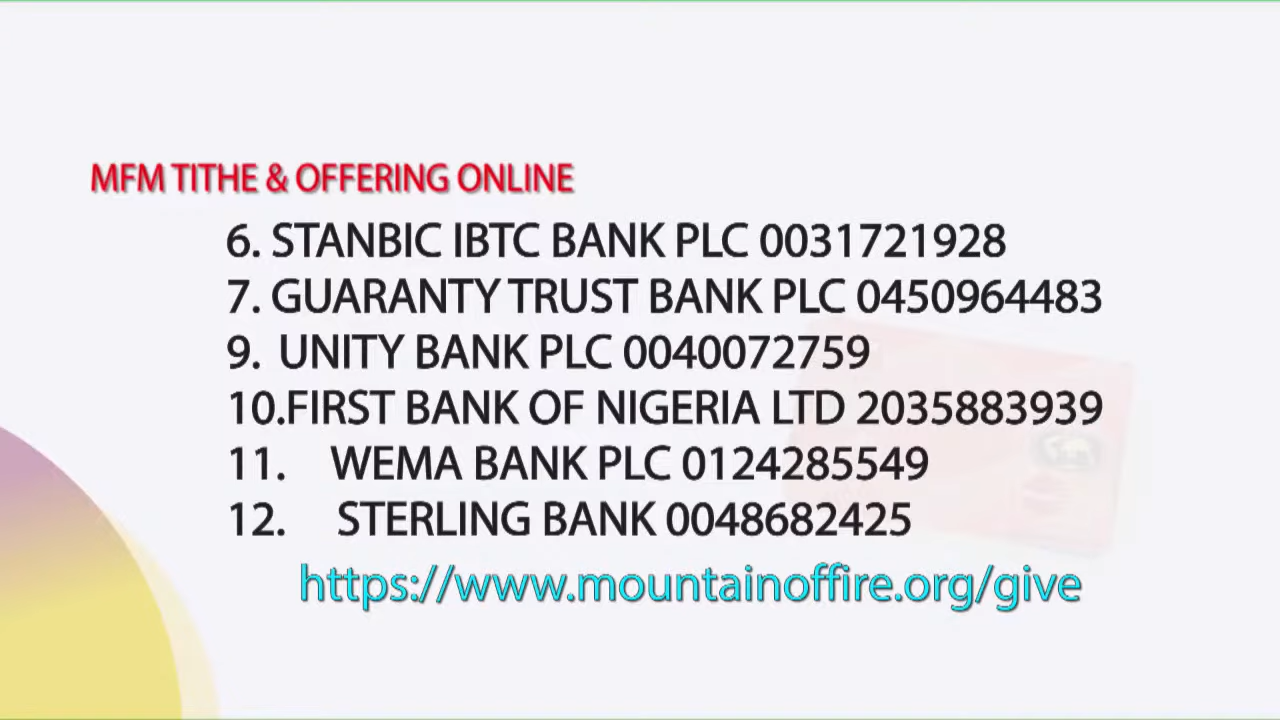 MFM TITHE & OFFERING ONLINE
6. STANBIC IBTC BANK PLC 0031721928
7. GUARANTY TRUST BANK PLC 0450964483
9. UNITY BANK PLC 0040072759
10.FIRST BANK OF NIGERIA LTD 2035883939
11. WEMA BANK PLC 0124285549
12. STERLING BANK 0048682425
https://www.mountainoffire.org/give